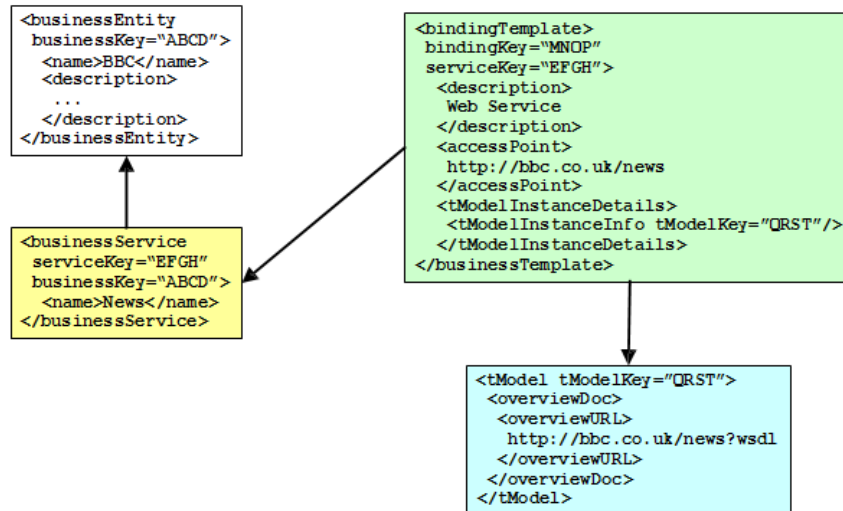 <businessEntity
businessKey=“ABCD”>
<name>BBC</name>
<description>
...
</description>
</businessEntity>
<bindingTemplate>
bindingKey=“MNOP”
serviceKey=“EFGH”>
<description>
Web Service
</description>
<accessPoint>
http://bbc.co.uk/news
</accessPoint>
<tModelInstanceDetails>
<tModelInstanceInfo tModelKey=”QRST”/>
</tModelInstanceDetails>
</businessTemplate>
<businessService
serviceKey=“EFGH”
businessKey=“ABCD”>
<name>News</name>
</businessService>
<tModel tModelKey=”QRST”>
<overviewDoc>
<overviewURL>
http://bbc.co.uk/news?wsdl
</overviewURL>
</overviewDoc>
</tModel>